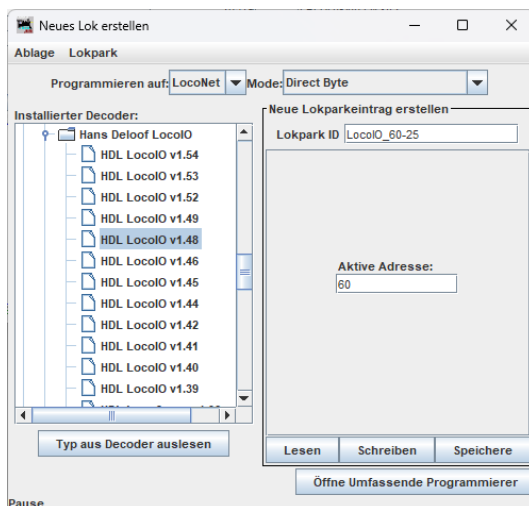 Neues Lok erstellen
Ablage Lokpark
Programmieren auf: LocoNet Mode: Direct Byte
Installierter Decoder:
Hans Deloof LocoIO
HDL LocoIO v1.54
HDL LocoIO v1.53
HDL LocoIO v1.52
HDL LocoIO v1.49
HDL LocoIO v1.48
HDL LocoIO v1.46
HDL LocoIO v1.45
HDL LocoIO v1.44
HDL LocoIO v1.42
HDL LocoIO v1.41
HDL LocoIO v1.40
HDL LocoIO v1.39
Typ aus Decoder auslesen
Neue Lokparkeintrag erstellen
Lokpark ID LocoIO_60-25
Aktive Adresse:
60
Lesen Schreiben Speichere
Öffne Umfassende Programmierer
Pause